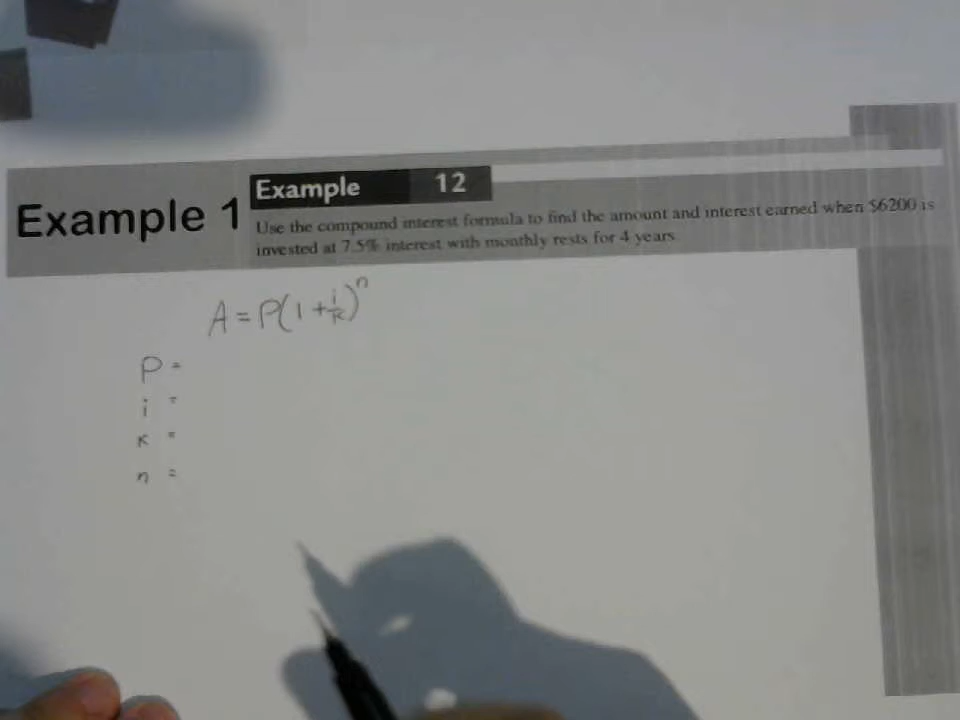 Example 1
Example 12
Use the compound interest formula to find the amount and interest earned when $6200 is
invested at 7.5% interest with monthly rests for 4 years
A = P(1 + i/k)^n
P =
i =
k =
n =